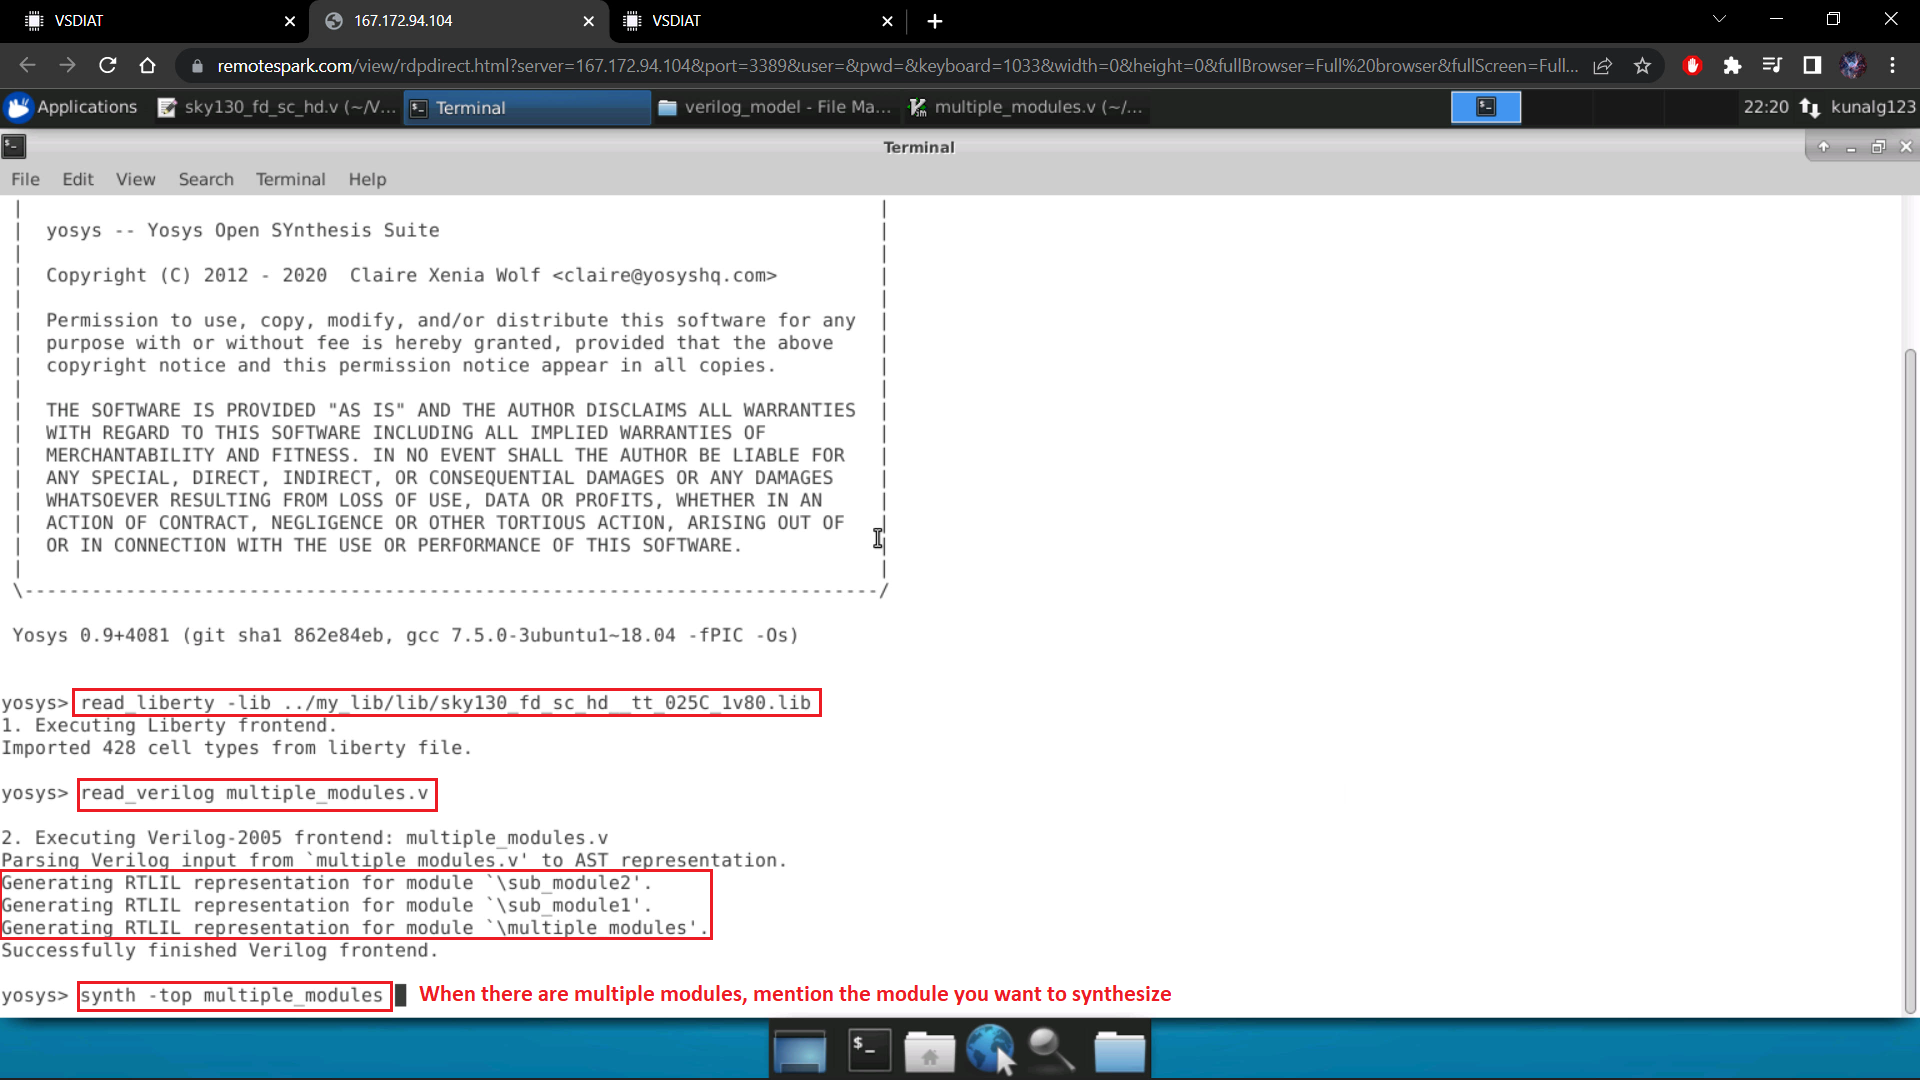 VSDIAT
167.172.94.104
VSDIAT
remotespark.com/view/rdpdirect.html?server=167.172.94.104&port=3389&user=&pwd=&keyboard=1033&width=0&height=0&fullBrowser=Full%20browser&fullScreen=Full...
Applications
sky130_fd_sc_hd.v (~/V...
Terminal
verilog_model - File Ma...
multiple_modules.v (~/...
22:20
kunalg123
Terminal
File Edit View Search Terminal Help
| |
| yosys -- Yosys Open SYnthesis Suite |
| |
| Copyright (C) 2012 - 2020  Claire Xenia Wolf <claire@yosyshq.com> |
| |
| Permission to use, copy, modify, and/or distribute this software for any |
| purpose with or without fee is hereby granted, provided that the above |
| copyright notice and this permission notice appear in all copies. |
| |
| THE SOFTWARE IS PROVIDED "AS IS" AND THE AUTHOR DISCLAIMS ALL WARRANTIES |
| WITH REGARD TO THIS SOFTWARE INCLUDING ALL IMPLIED WARRANTIES OF |
| MERCHANTABILITY AND FITNESS. IN NO EVENT SHALL THE AUTHOR BE LIABLE FOR |
| ANY SPECIAL, DIRECT, INDIRECT, OR CONSEQUENTIAL DAMAGES OR ANY DAMAGES |
| WHATSOEVER RESULTING FROM LOSS OF USE, DATA OR PROFITS, WHETHER IN AN |
| ACTION OF CONTRACT, NEGLIGENCE OR OTHER TORTIOUS ACTION, ARISING OUT OF |
| OR IN CONNECTION WITH THE USE OR PERFORMANCE OF THIS SOFTWARE. |
| |
\----------------------------------------------------------------------------/
Yosys 0.9+4081 (git sha1 862e84eb, gcc 7.5.0-3ubuntu1~18.04 -fPIC -Os)
yosys> read_liberty -lib ../my_lib/lib/sky130_fd_sc_hd__tt_025C_1v80.lib
1. Executing Liberty frontend.
Imported 428 cell types from liberty file.
yosys> read_verilog multiple_modules.v
2. Executing Verilog-2005 frontend: multiple_modules.v
Parsing Verilog input from `multiple_modules.v' to AST representation.
Generating RTLIL representation for module `\sub_module2'.
Generating RTLIL representation for module `\sub_module1'.
Generating RTLIL representation for module `\multiple_modules'.
Successfully finished Verilog frontend.
yosys> synth -top multiple_modules When there are multiple modules, mention the module you want to synthesize